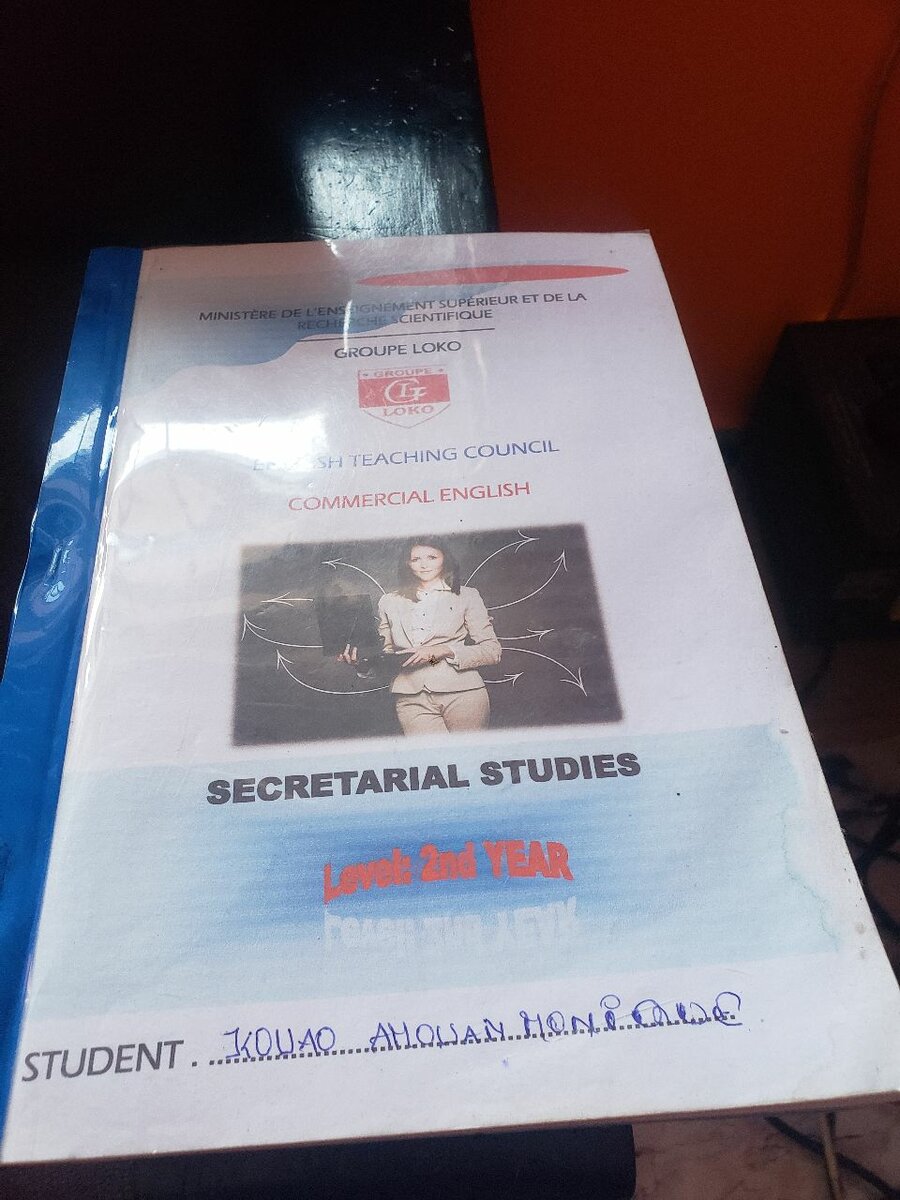 MINISTÈRE DE L'ENSEIGNEMENT SUPÉRIEUR ET DE LA
RECHERCHE SCIENTIFIQUE
GROUPE LOKO
GROUPE
LOKO
ENGLISH TEACHING COUNCIL
COMMERCIAL ENGLISH
SECRETARIAL STUDIES
Level: 2nd YEAR
STUDENT . KOUAO AHOUAN MONIQUE